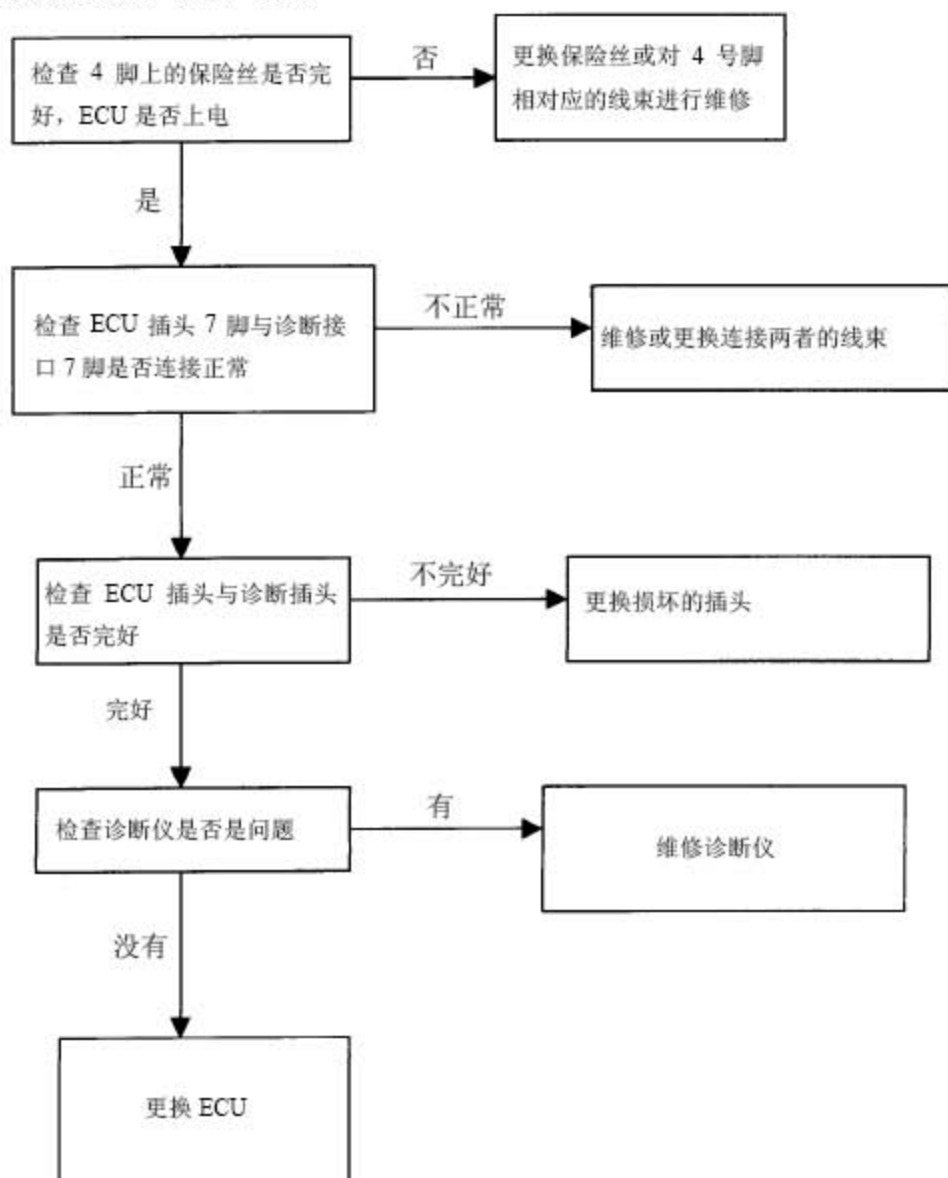 检查 4 脚上的保险丝是否完
好，ECU 是否上电
否
更换保险丝或对 4 号脚
相对应的线束进行维修
是
检查 ECU 插头 7 脚与诊断接
口 7 脚是否连接正常
不正常
维修或更换连接两者的线束
正常
检查 ECU 插头与诊断插头
是否完好
不完好
更换损坏的插头
完好
检查诊断仪是否是问题
有
维修诊断仪
没有
更换 ECU